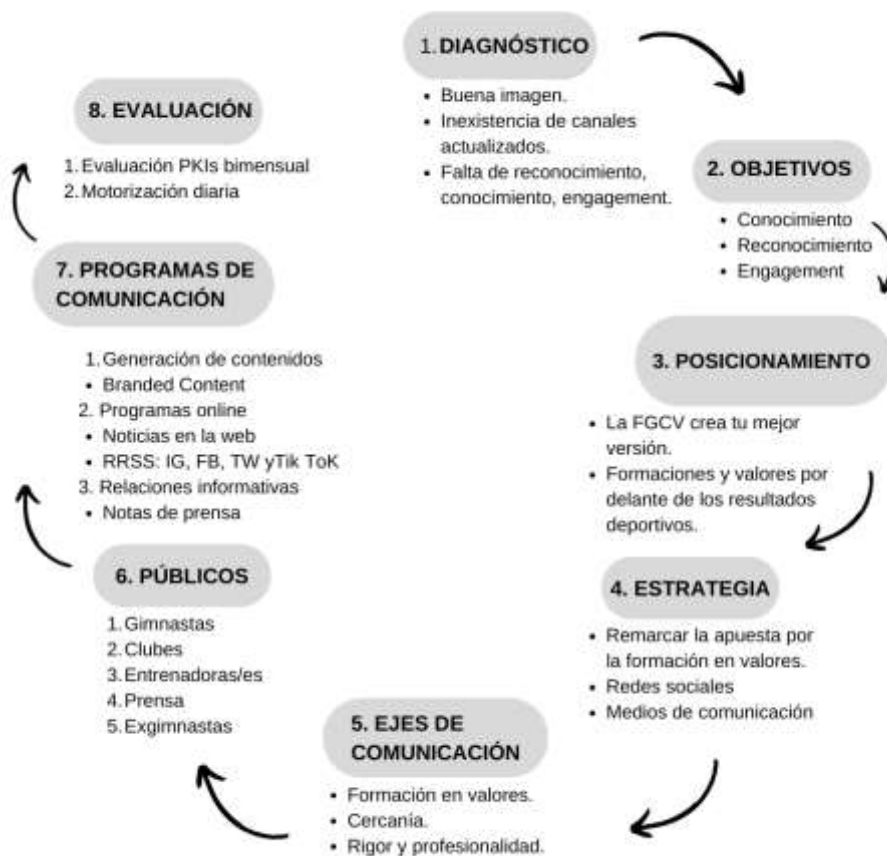 1. DIAGNÓSTICO
• Buena imagen.
• Inexistencia de canales
actualizados.
• Falta de reconocimiento,
conocimiento, engagement.
2. OBJETIVOS
• Conocimiento
• Reconocimiento
• Engagement
3. POSICIONAMIENTO
• La FGCV crea tu mejor
versión.
• Formaciones y valores por
delante de los resultados
deportivos.
4. ESTRATEGIA
• Remarcar la apuesta por
la formación en valores.
• Redes sociales
• Medios de comunicación
5. EJES DE
COMUNICACIÓN
• Formación en valores.
• Cercanía.
• Rigor y profesionalidad.
6. PÚBLICOS
1. Gimnastas
2. Clubes
3. Entrenadoras/es
4. Prensa
5. Exgimnastas
7. PROGRAMAS DE
COMUNICACIÓN
1. Generación de contenidos
• Branded Content
2. Programas online
• Noticias en la web
• RRSS: IG, FB, TW yTik ToK
3. Relaciones informativas
• Notas de prensa
8. EVALUACIÓN
1. Evaluación PKIs bimensual
2. Motorización diaria